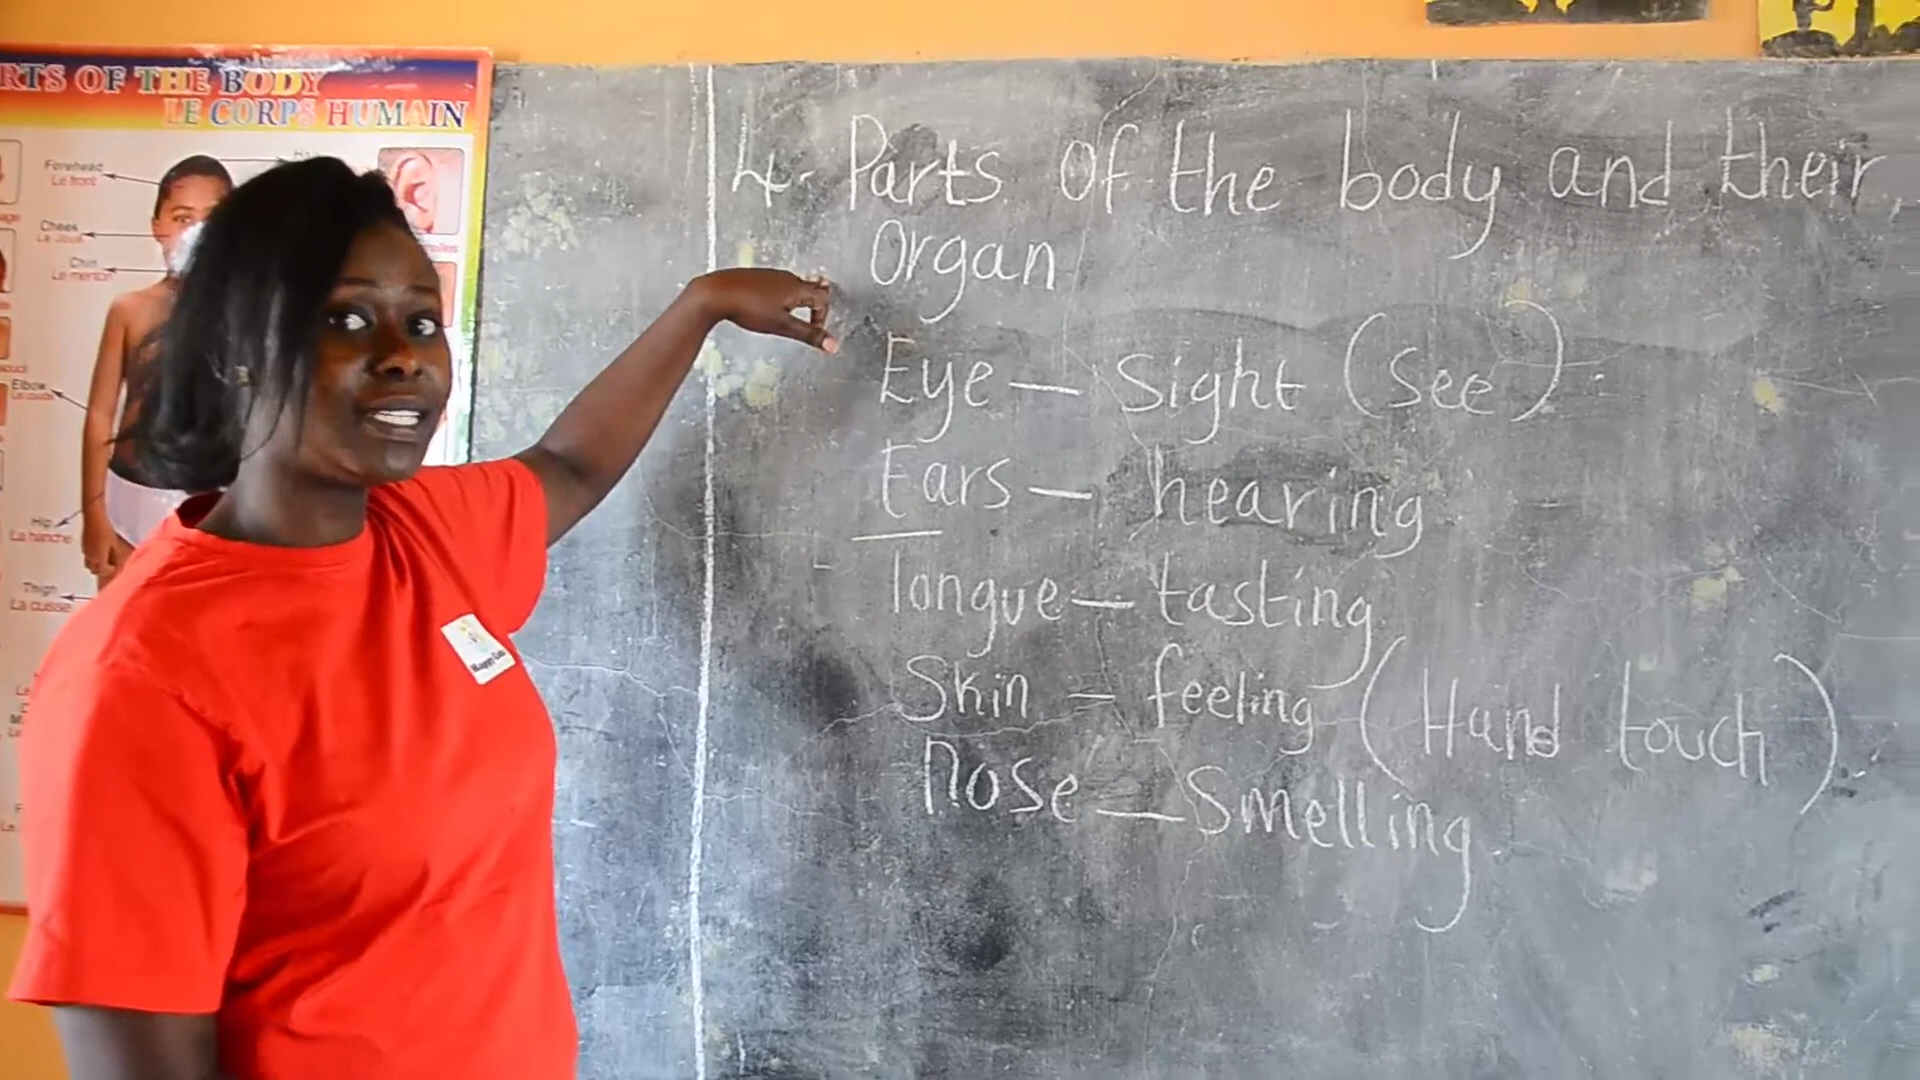 RTS OF THE BODY
LE CORPS HUMAIN
Forehead
Le front
Cheek
La Joue
Chin
Le menton
Elbow
Hip
La hanche
Thigh
La cuisse
4. Parts of the body and their
Organ
Eye — Sight (See)
Ears — hearing
Tongue — tasting
Skin = feeling (Hand touch)
Nose — Smelling